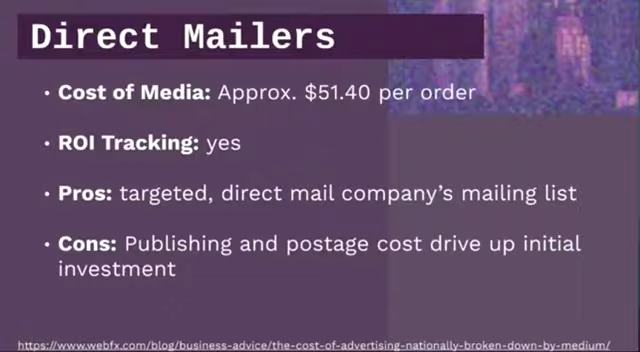 Direct Mailers
• Cost of Media: Approx. $51.40 per order
• ROI Tracking: yes
• Pros: targeted, direct mail company's mailing list
• Cons: Publishing and postage cost drive up initial
investment
https://www.webfx.com/blog/business-advice/the-cost-of-advertising-nationally-broken-down-by-medium/